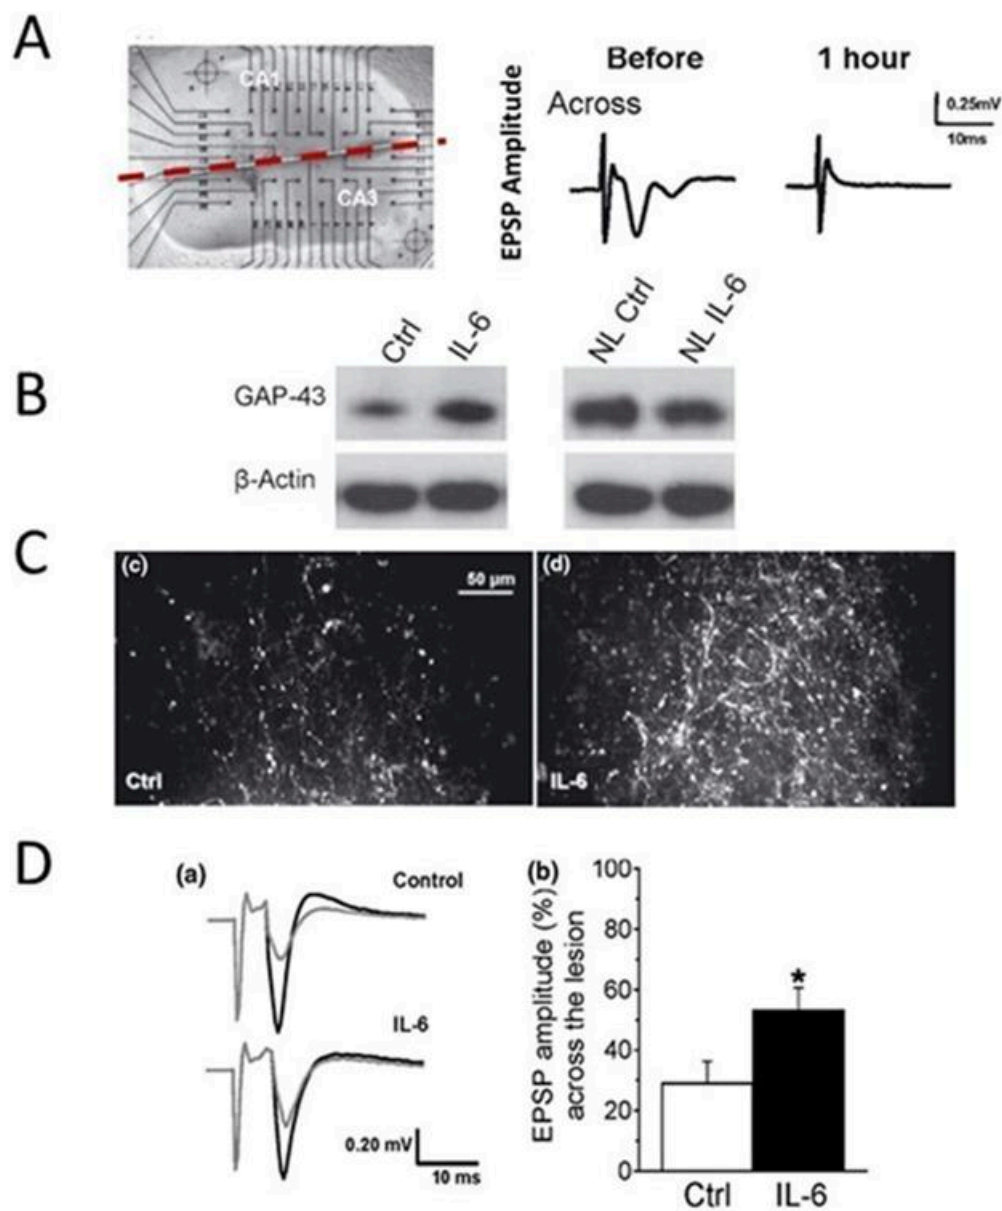 A
CA1
CA3
Before
1 hour
Across
EPSP Amplitude
0.25mV
10ms
B
Ctrl
IL-6
NL Ctrl
NL IL-6
GAP-43
β-Actin
C
(c)
50 µm
Ctrl
(d)
IL-6
D
(a)
Control
IL-6
0.20 mV
10 ms
(b)
EPSP amplitude (%)
across the lesion
100
80
60
40
20
0
*
Ctrl
IL-6